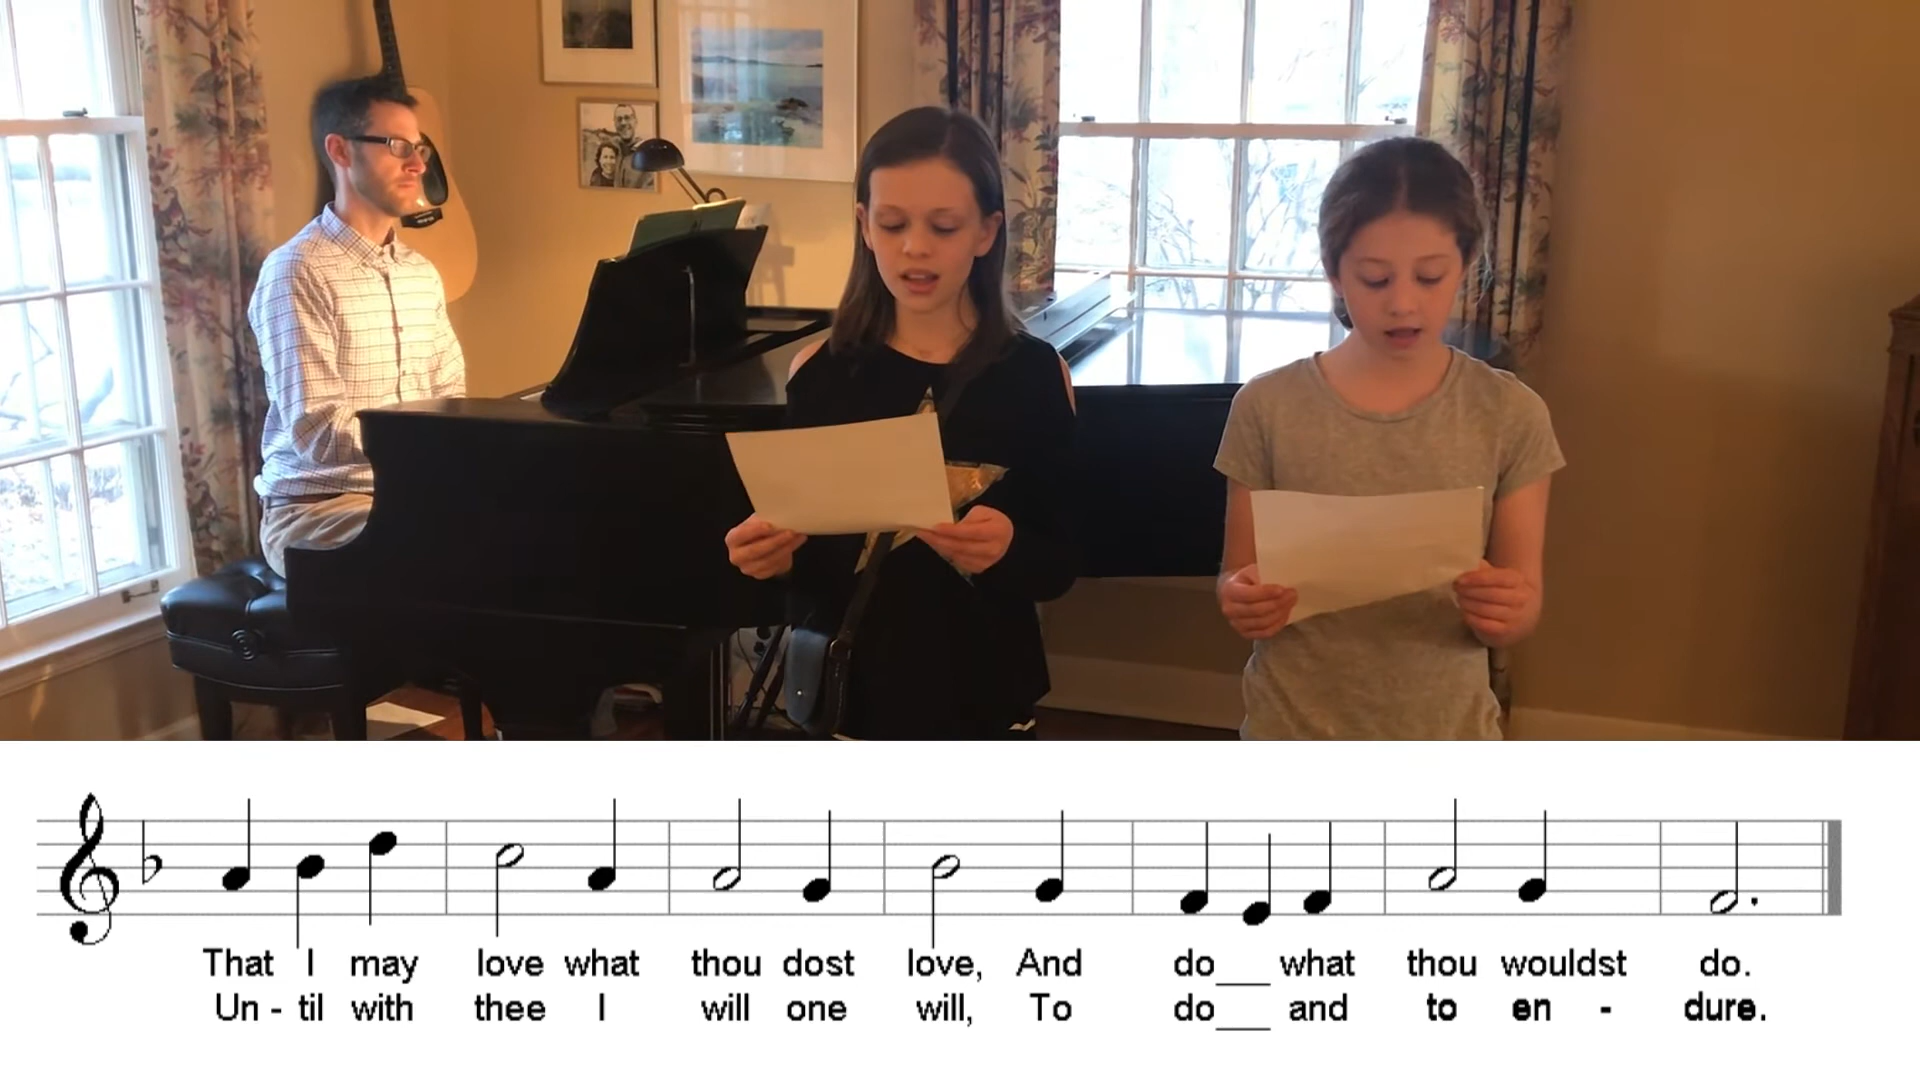 That I may love what thou dost love, And do__ what thou wouldst do.
Un - til with thee I will one will, To do__ and to en - dure.